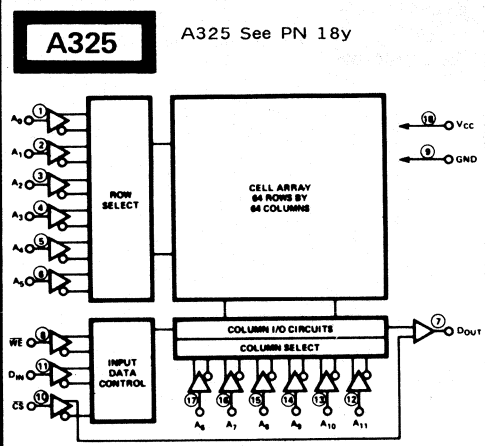 A325
A325 See PN 18y
A0 1
A1 2
A2 3
A3 4
A4 5
A5 6
ROW
SELECT
CELL ARRAY
64 ROWS BY
64 COLUMNS
18 VCC
9 GND
WE 8
DIN 11
CS 10
INPUT
DATA
CONTROL
COLUMN I/O CIRCUITS
COLUMN SELECT
7 DOUT
17 16 15 14 13 12
A6 A7 A8 A9 A10 A11